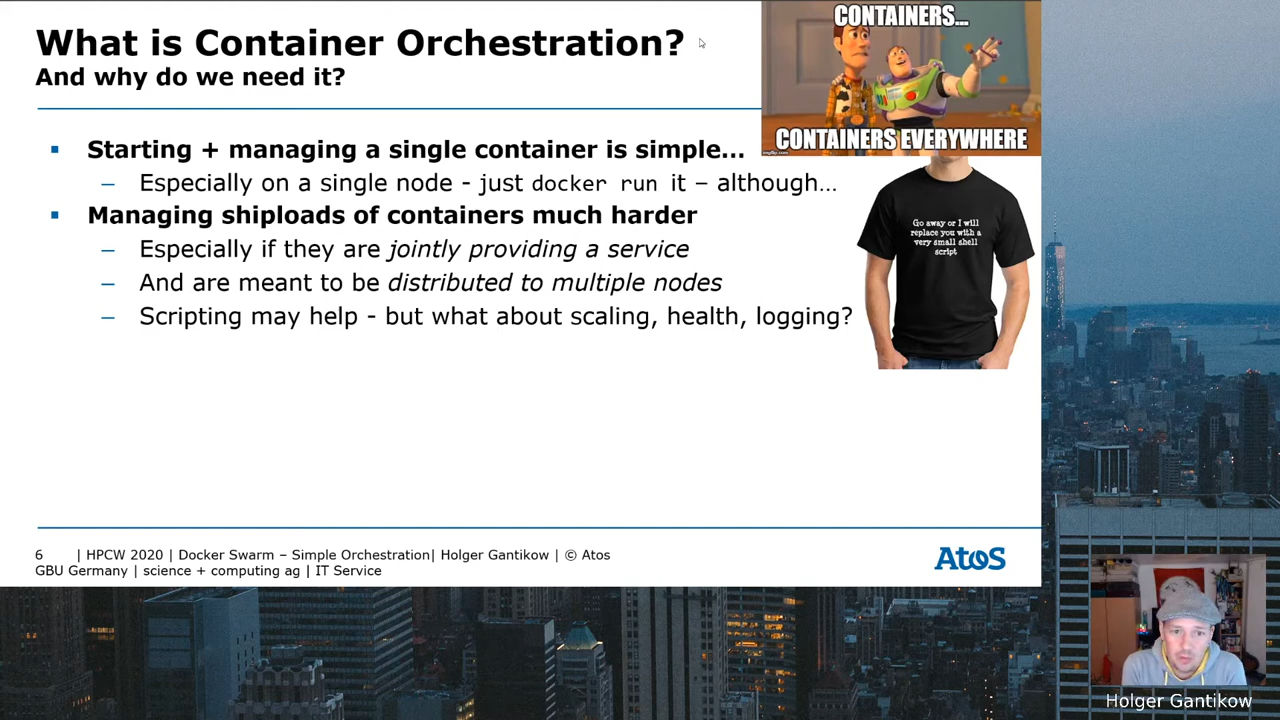 What is Container Orchestration?
And why do we need it?
CONTAINERS...
CONTAINERS EVERYWHERE
imgflip.com
▪ Starting + managing a single container is simple...
– Especially on a single node - just docker run it – although…
▪ Managing shiploads of containers much harder
– Especially if they are jointly providing a service
– And are meant to be distributed to multiple nodes
– Scripting may help - but what about scaling, health, logging?
Go away or I will
replace you with a
very small shell
script
6 | HPCW 2020 | Docker Swarm – Simple Orchestration| Holger Gantikow | © Atos
GBU Germany | science + computing ag | IT Service
Atos
Holger Gantikow